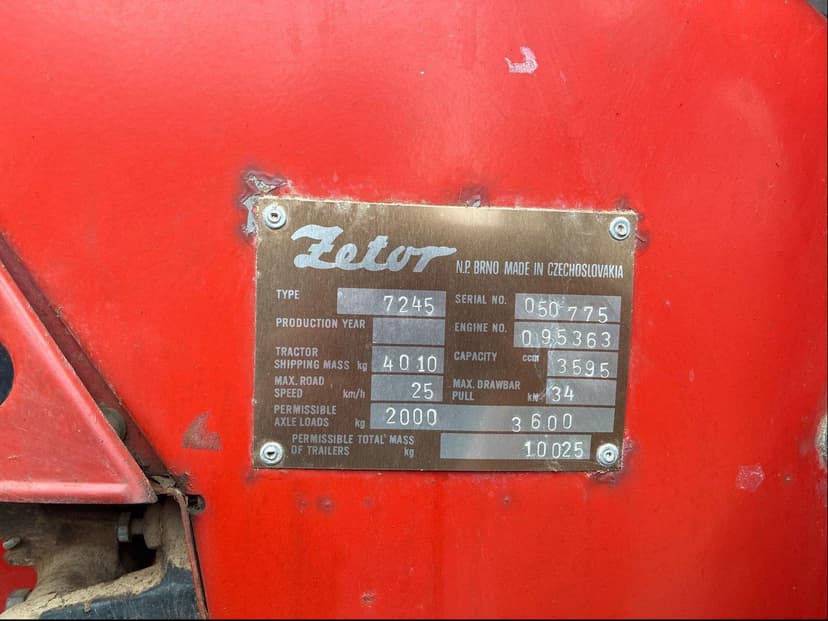 Zetor N.P. BRNO MADE IN CZECHOSLOVAKIA
TYPE 7245 SERIAL NO. 050775
PRODUCTION YEAR ENGINE NO. 095363
TRACTOR
SHIPPING MASS kg 4010 CAPACITY ccm 3595
MAX. ROAD
SPEED km/h 25 MAX. DRAWBAR
PULL kN 34
PERMISSIBLE
AXLE LOADS kg 2000 3600
PERMISSIBLE TOTAL MASS
OF TRAILERS kg 10025